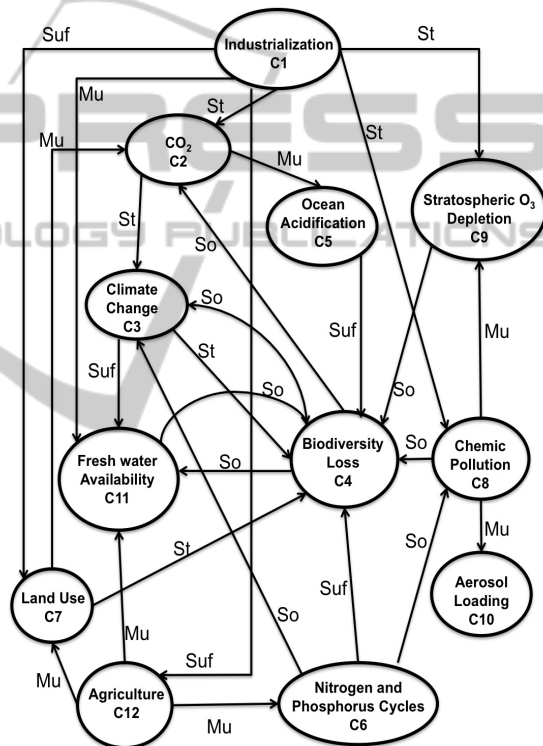 Suf
Industrialization
C1
St
Mu
St
St
Mu
CO₂
C2
Mu
Ocean
Acidification
C5
Stratospheric O₃
Depletion
C9
PRESS
OLOGY PUBLICATIONS
St
So
Climate
Change
C3
So
Suf
St
Suf
Mu
So
So
Fresh water
Availability
C11
So
Biodiversity
Loss
C4
So
Chemic
Pollution
C8
St
So
Mu
Land Use
C7
Suf
Aerosol
Loading
C10
Mu
So
Suf
Mu
Agriculture
C12
Mu
Nitrogen and
Phosphorus Cycles
C6